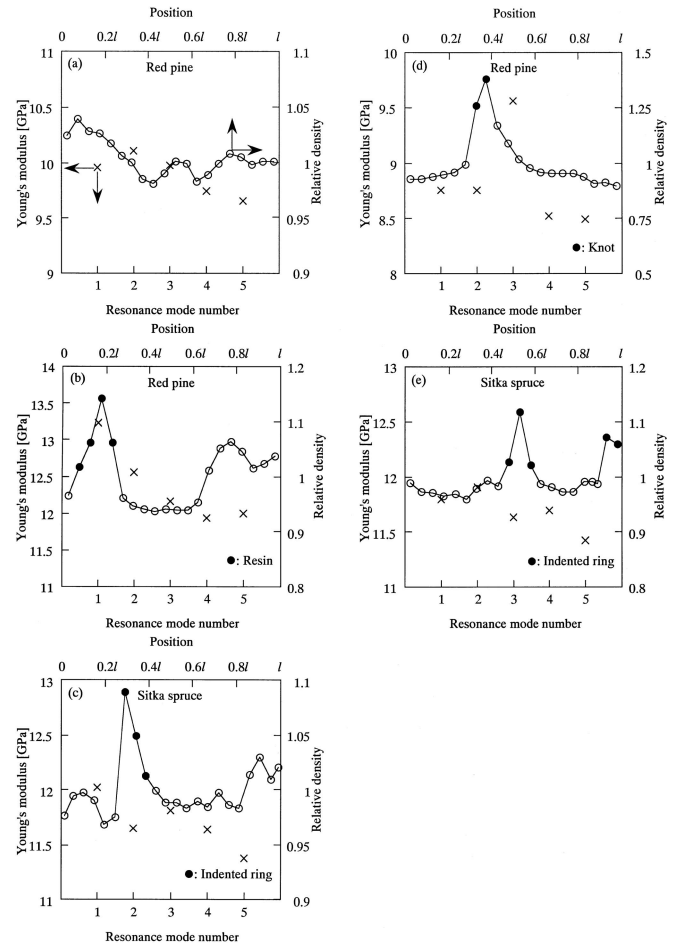 Position
0 0.2l 0.4l 0.6l 0.8l l
(a) Red pine
Young's modulus [GPa]
11
10.5
10
9.5
9
Relative density
1.1
1.05
1
0.95
0.9
1 2 3 4 5
Resonance mode number
Position
0 0.2l 0.4l 0.6l 0.8l l
(d) Red pine
Young's modulus [GPa]
10
9.5
9
8.5
8
Relative density
1.5
1.25
1
0.75
0.5
●: Knot
1 2 3 4 5
Resonance mode number
Position
0 0.2l 0.4l 0.6l 0.8l l
(b) Red pine
Young's modulus [GPa]
14
13.5
13
12.5
12
11.5
11
Relative density
1.2
1.1
1
0.9
0.8
●: Resin
1 2 3 4 5
Resonance mode number
Position
0 0.2l 0.4l 0.6l 0.8l l
(e) Sitka spruce
Young's modulus [GPa]
13
12.5
12
11.5
11
Relative density
1.2
1.1
1
0.9
0.8
●: Indented ring
1 2 3 4 5
Resonance mode number
Position
0 0.2l 0.4l 0.6l 0.8l l
(c) Sitka spruce
Young's modulus [GPa]
13
12.5
12
11.5
11
Relative density
1.1
1.05
1
0.95
0.9
●: Indented ring
1 2 3 4 5
Resonance mode number